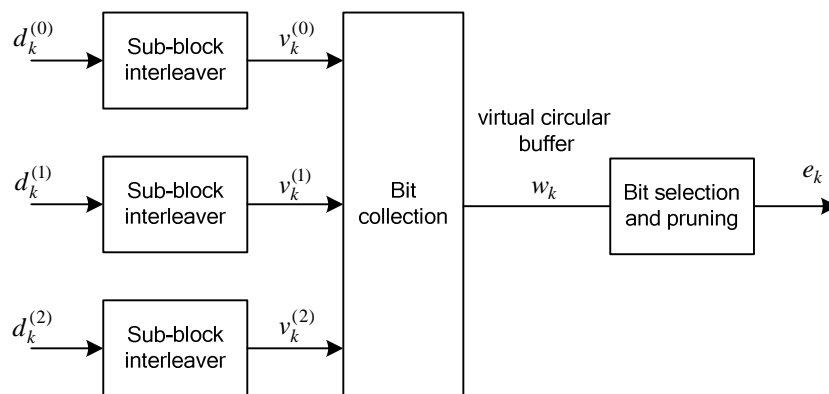 d_k^{(0)}
Sub-block
interleaver
v_k^{(0)}
d_k^{(1)}
Sub-block
interleaver
v_k^{(1)}
d_k^{(2)}
Sub-block
interleaver
v_k^{(2)}
Bit
collection
virtual circular
buffer
w_k
Bit selection
and pruning
e_k